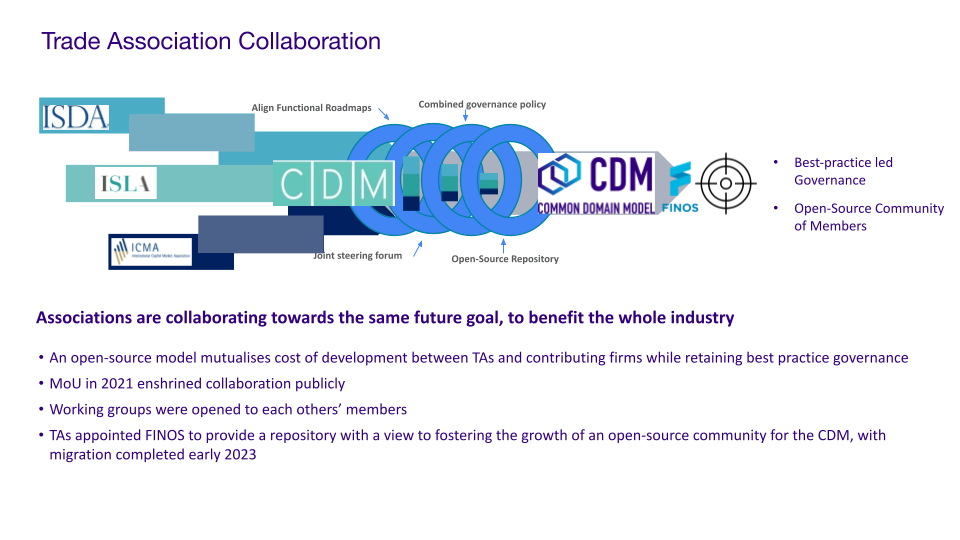 Trade Association Collaboration
ISDA
ISLA
ICMA
International Capital Market Association
Align Functional Roadmaps
Combined governance policy
CDM
Joint steering forum
Open-Source Repository
CDM
COMMON DOMAIN MODEL
FINOS
• Best-practice led
Governance
• Open-Source Community
of Members
Associations are collaborating towards the same future goal, to benefit the whole industry
• An open-source model mutualises cost of development between TAs and contributing firms while retaining best practice governance
• MoU in 2021 enshrined collaboration publicly
• Working groups were opened to each others’ members
• TAs appointed FINOS to provide a repository with a view to fostering the growth of an open-source community for the CDM, with
migration completed early 2023